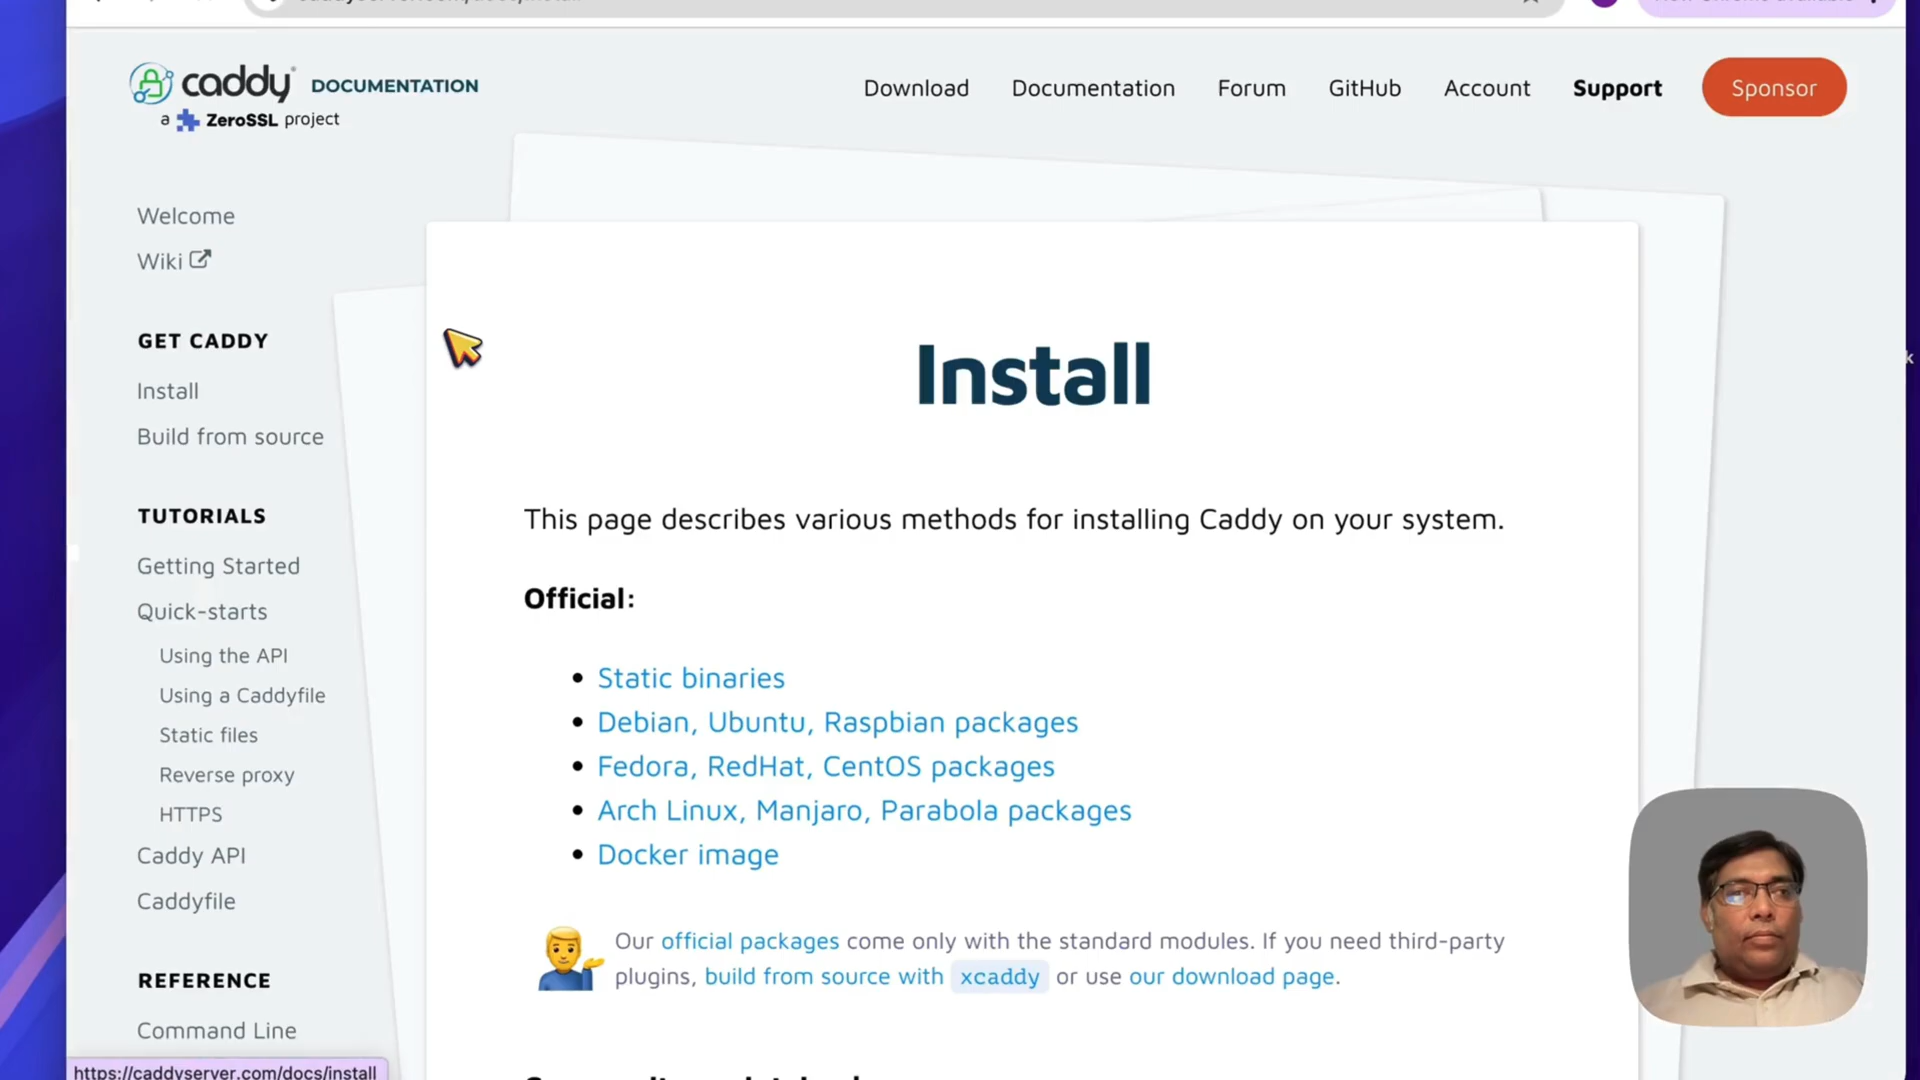 caddy DOCUMENTATION
a ZeroSSL project
Download
Documentation
Forum
GitHub
Account
Support
Sponsor
Welcome
Wiki
GET CADDY
Install
Build from source
TUTORIALS
Getting Started
Quick-starts
Using the API
Using a Caddyfile
Static files
Reverse proxy
HTTPS
Caddy API
Caddyfile
REFERENCE
Command Line
Install
This page describes various methods for installing Caddy on your system.
Official:
Static binaries
Debian, Ubuntu, Raspbian packages
Fedora, RedHat, CentOS packages
Arch Linux, Manjaro, Parabola packages
Docker image
Our official packages come only with the standard modules. If you need third-party
plugins, build from source with xcaddy or use our download page.
https://caddyserver.com/docs/install